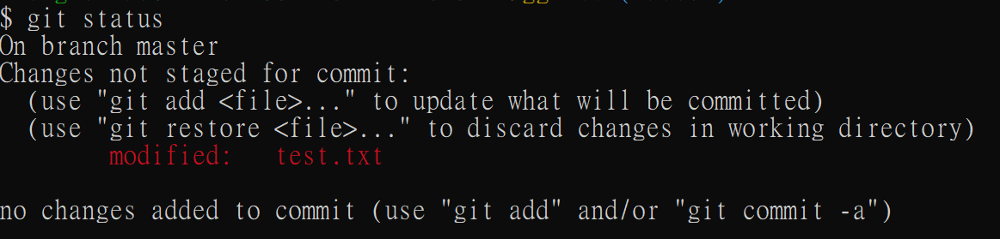 $ git status
On branch master
Changes not staged for commit:
(use "git add <file>..." to update what will be committed)
(use "git restore <file>..." to discard changes in working directory)
modified: test.txt
no changes added to commit (use "git add" and/or "git commit -a")